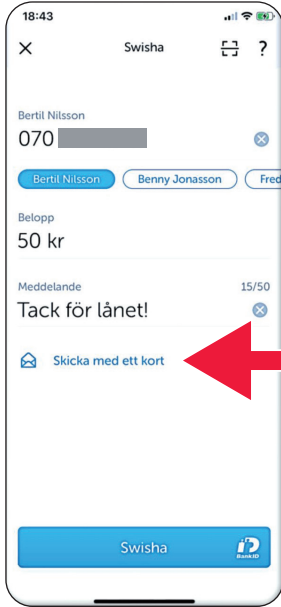 18:43
Swisha ?
Bertil Nilsson
070
Bertil Nilsson Benny Jonasson Fred
Belopp
50 kr
Meddelande 15/50
Tack för lånet!
Skicka med ett kort
Swisha
BankID